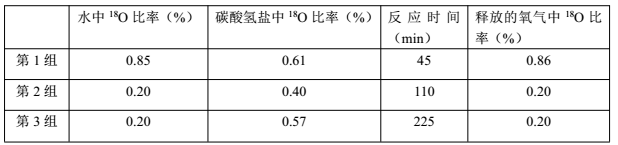 水中 ¹⁸O 比率（%） 碳酸氢盐中 ¹⁸O 比率（%） 反应时间（min） 释放的氧气中 ¹⁸O 比率（%）
第 1 组 0.85 0.61 45 0.86
第 2 组 0.20 0.40 110 0.20
第 3 组 0.20 0.57 225 0.20